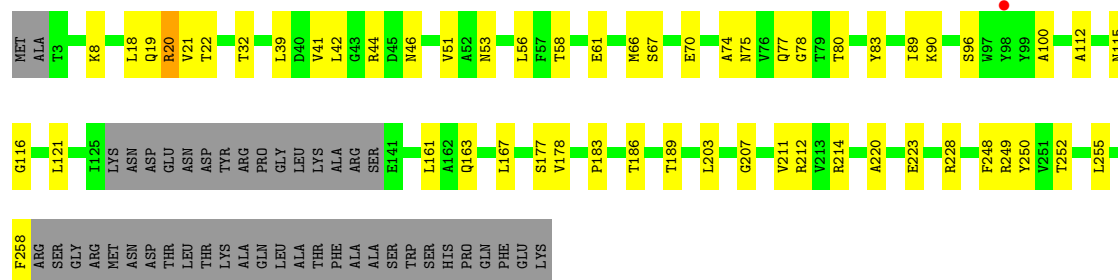 MET ALA T3 K8 L18 Q19 R20 V21 T22 T32 L39 D40 V41 L42 G43 R44 D45 N46 V51 A52 N53 L56 F57 T58 E61 M66 S67 E70 A74 N75 V76 Q77 G78 T79 T80 Y83 I89 K90 S96 W97 Y98 Y99 A100 A112 N115
G116 L121 I125 LYS ASN ASP GLU ASN ASP TYR ARG PRO GLY LEU LYS ALA ARG SER E141 L161 A162 Q163 L167 S177 V178 P183 T186 T189 L203 G207 V211 R212 V213 R214 A220 E223 R228 F248 R249 Y250 V251 T252 L255
F258 ARG SER GLY ARG MET ASN ASP THR LEU THR LYS ALA GLN LEU ALA THR PHE ALA ALA SER TRP SER HIS PRO GLN PHE GLU LYS